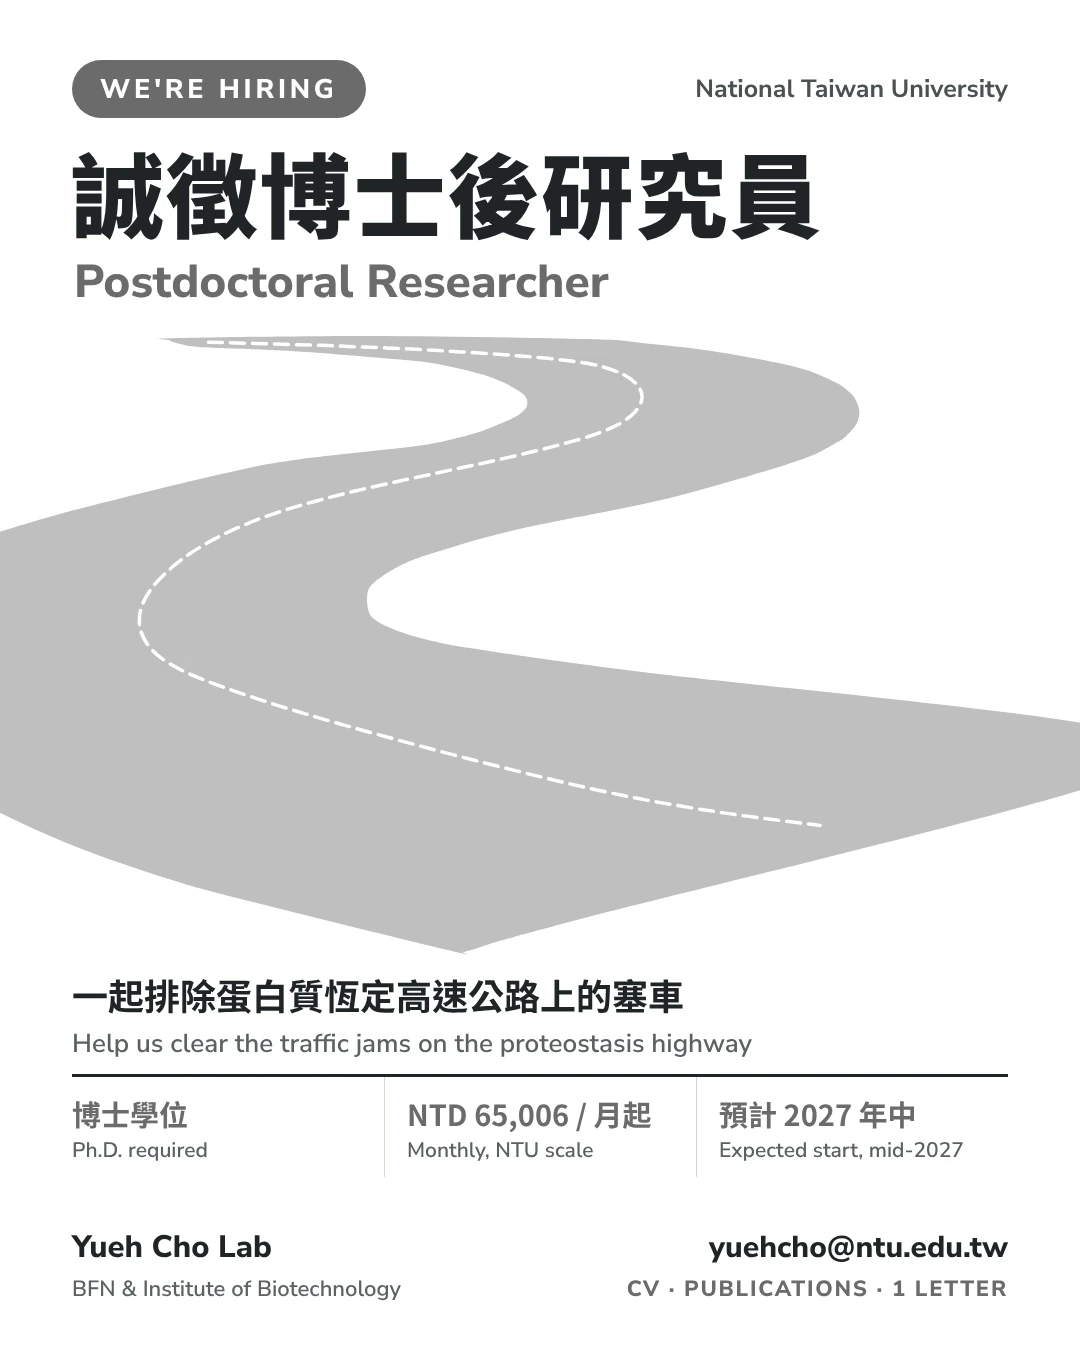 WE'RE HIRING
National Taiwan University
誠徵博士後研究員
Postdoctoral Researcher
一起排除蛋白質恆定高速公路上的塞車
Help us clear the traffic jams on the proteostasis highway
博士學位
Ph.D. required
NTD 65,006 / 月起
Monthly, NTU scale
預計 2027 年中
Expected start, mid-2027
Yueh Cho Lab
BFN & Institute of Biotechnology
yuehcho@ntu.edu.tw
CV · PUBLICATIONS · 1 LETTER